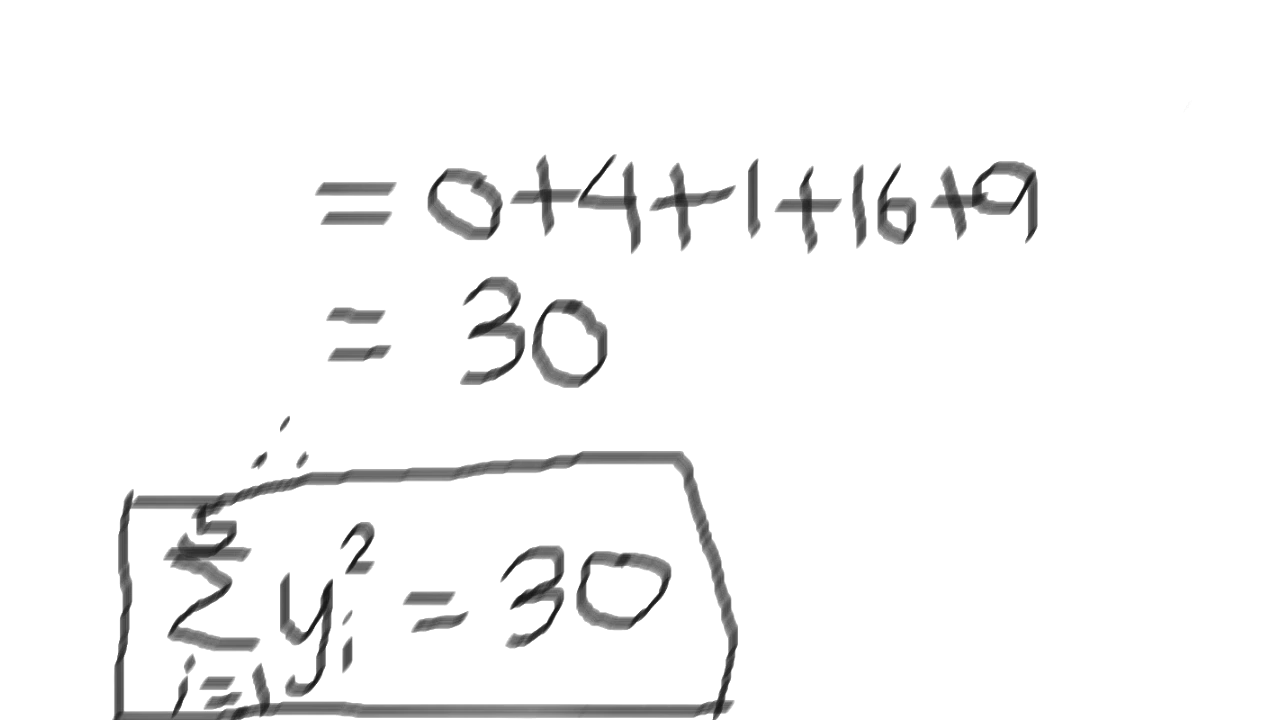 = 0+4+1+16+9
= 30
∴
∑_{i=1}^{5} y_i^2 = 30